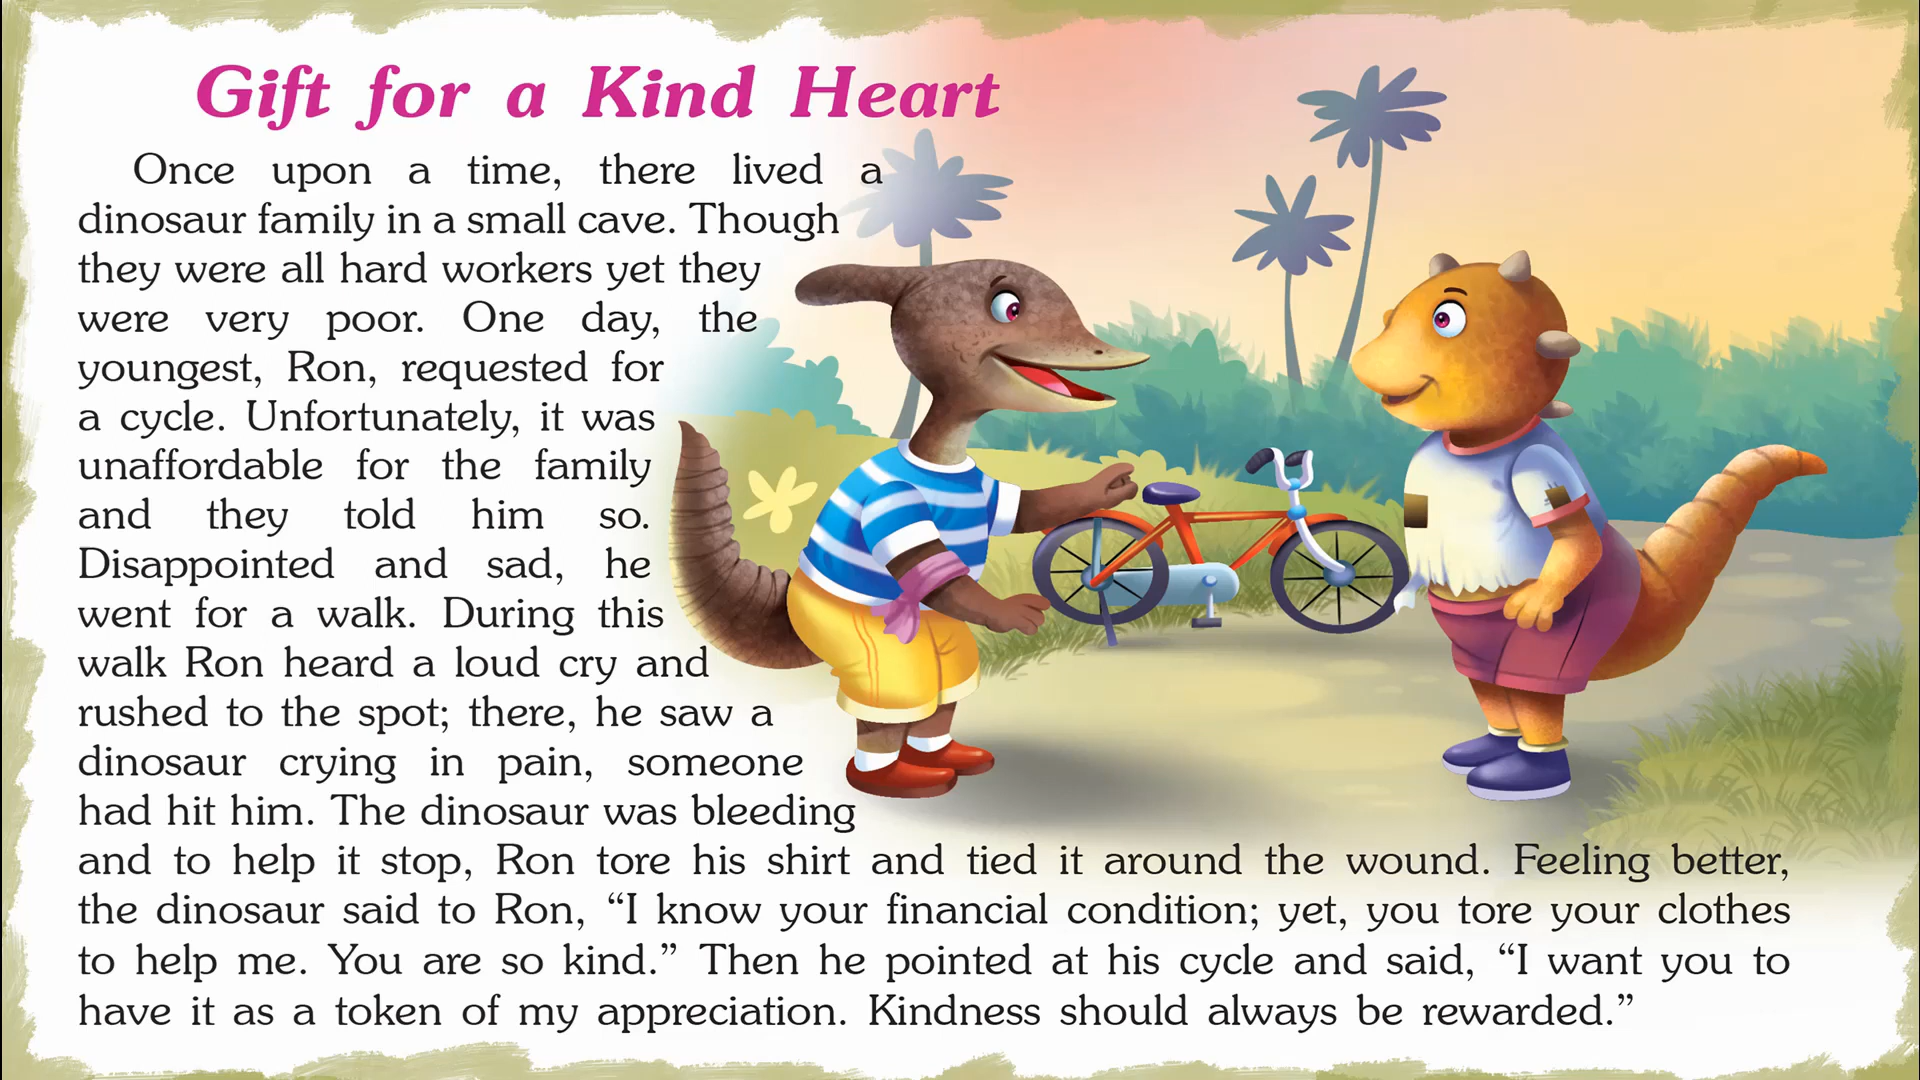 Gift for a Kind Heart
Once upon a time, there lived a
dinosaur family in a small cave. Though
they were all hard workers yet they
were very poor. One day, the
youngest, Ron, requested for
a cycle. Unfortunately, it was
unaffordable for the family
and they told him so.
Disappointed and sad, he
went for a walk. During this
walk Ron heard a loud cry and
rushed to the spot; there, he saw a
dinosaur crying in pain, someone
had hit him. The dinosaur was bleeding
and to help it stop, Ron tore his shirt and tied it around the wound. Feeling better,
the dinosaur said to Ron, “I know your financial condition; yet, you tore your clothes
to help me. You are so kind.” Then he pointed at his cycle and said, “I want you to
have it as a token of my appreciation. Kindness should always be rewarded.”